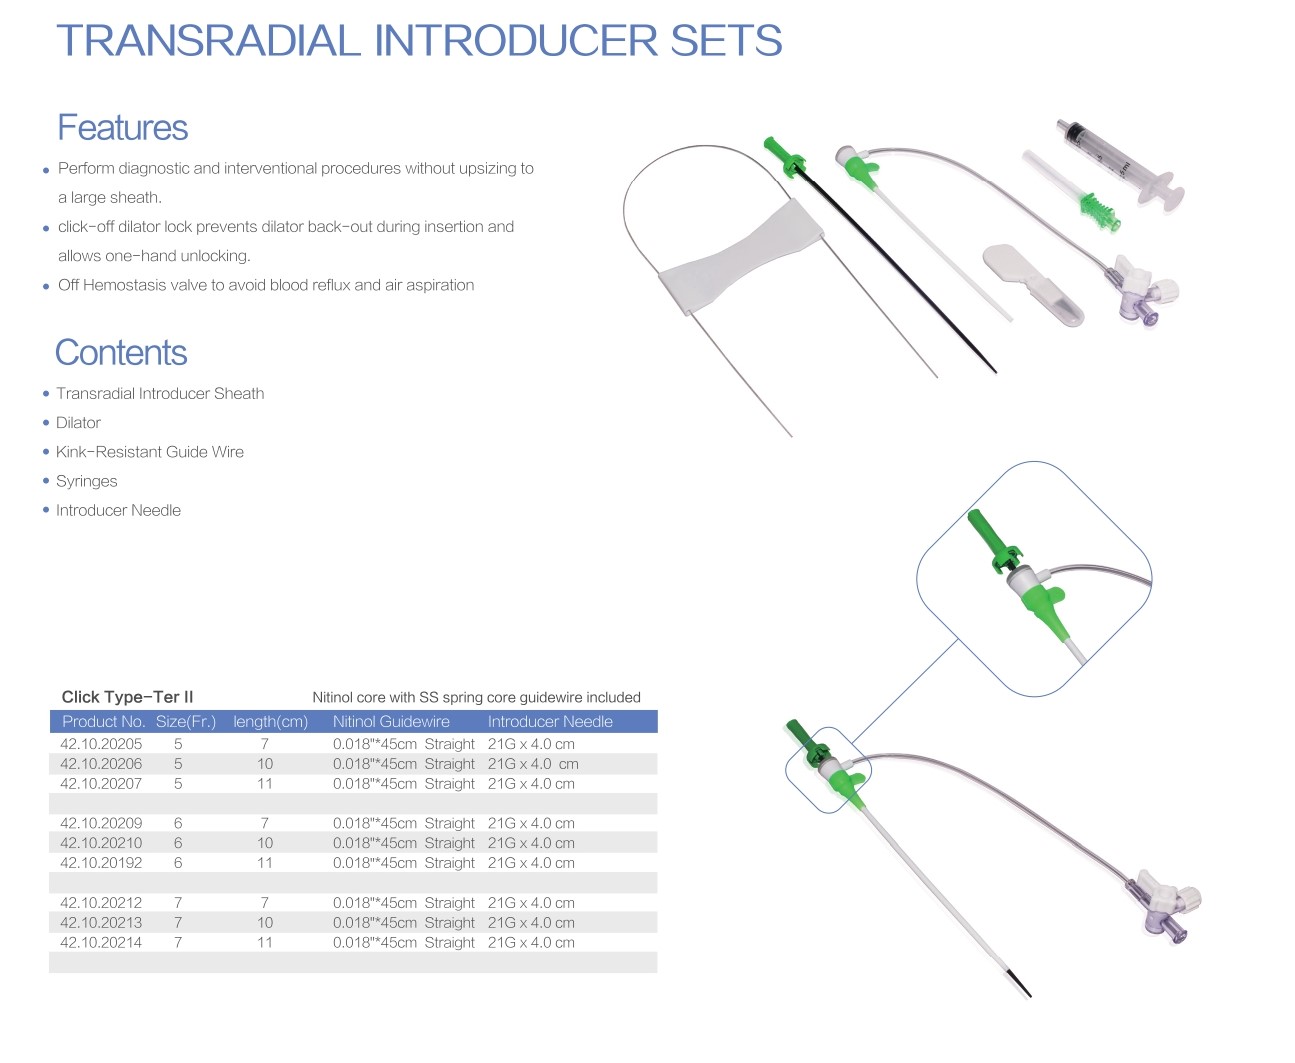 TRANSRADIAL INTRODUCER SETS
Features
Perform diagnostic and interventional procedures without upsizing to
a large sheath.
click-off dilator lock prevents dilator back-out during insertion and
allows one-hand unlocking.
Off Hemostasis valve to avoid blood reflux and air aspiration
Contents
Transradial Introducer Sheath
Dilator
Kink-Resistant Guide Wire
Syringes
Introducer Needle
Click Type-Ter II Nitinol core with SS spring core guidewire included
Product No. Size(Fr.) length(cm) Nitinol Guidewire Introducer Needle
42.10.20205 5 7 0.018"*45cm Straight 21G x 4.0 cm
42.10.20206 5 10 0.018"*45cm Straight 21G x 4.0 cm
42.10.20207 5 11 0.018"*45cm Straight 21G x 4.0 cm
42.10.20209 6 7 0.018"*45cm Straight 21G x 4.0 cm
42.10.20210 6 10 0.018"*45cm Straight 21G x 4.0 cm
42.10.20192 6 11 0.018"*45cm Straight 21G x 4.0 cm
42.10.20212 7 7 0.018"*45cm Straight 21G x 4.0 cm
42.10.20213 7 10 0.018"*45cm Straight 21G x 4.0 cm
42.10.20214 7 11 0.018"*45cm Straight 21G x 4.0 cm